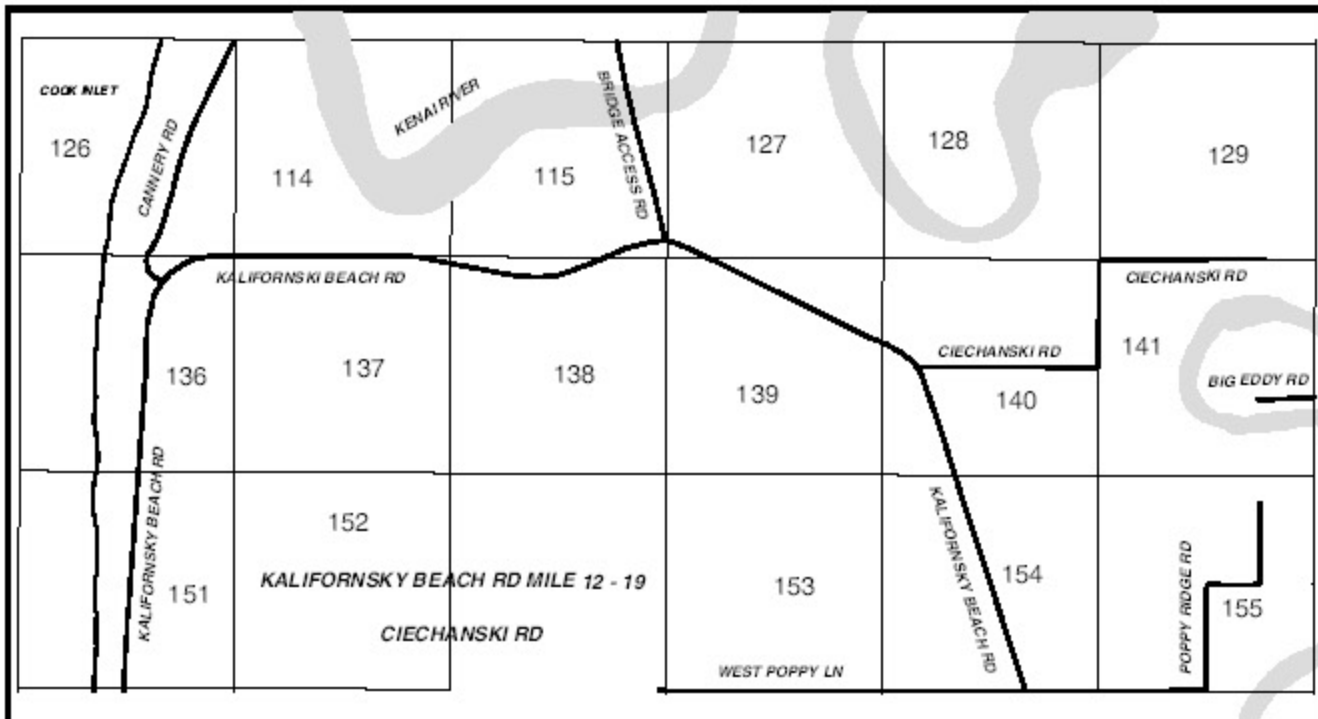 COOK INLET
126
CANNERY RD
114
KENAI RIVER
115
BRIDGE ACCESS RD
127
128
129
KALIFORNSKI BEACH RD
CIECHANSKI RD
136
137
138
139
CIECHANSKI RD
140
141
BIG EDDY RD
KALIFORNSKY BEACH RD
151
152
KALIFORNSKY BEACH RD MILE 12 - 19
CIECHANSKI RD
153
KALIFORNSKY BEACH RD
154
POPPY RIDGE RD
155
WEST POPPY LN